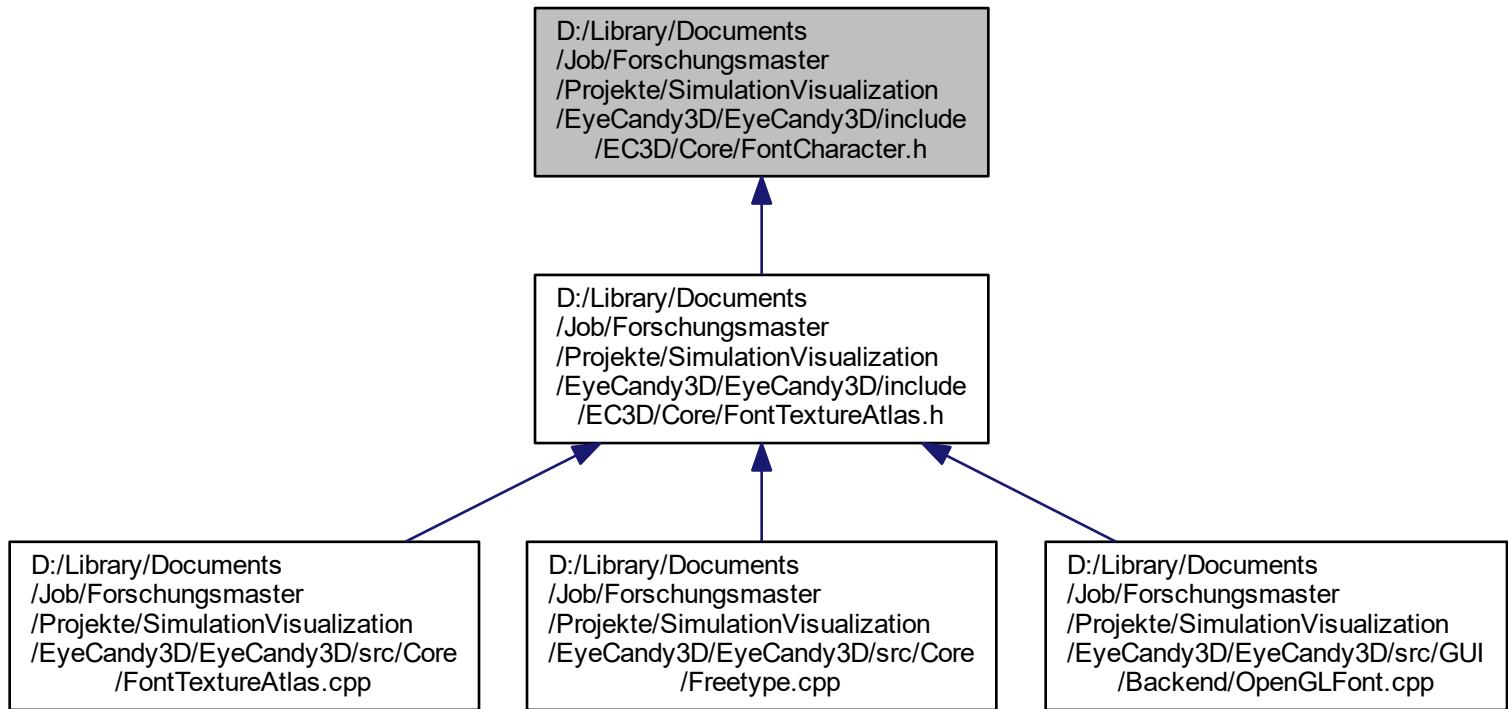 D:/Library/Documents
/Job/Forschungsmaster
/Projekte/SimulationVisualization
/EyeCandy3D/EyeCandy3D/include
/EC3D/Core/FontCharacter.h
D:/Library/Documents
/Job/Forschungsmaster
/Projekte/SimulationVisualization
/EyeCandy3D/EyeCandy3D/include
/EC3D/Core/FontTextureAtlas.h
D:/Library/Documents
/Job/Forschungsmaster
/Projekte/SimulationVisualization
/EyeCandy3D/EyeCandy3D/src/Core
/FontTextureAtlas.cpp
D:/Library/Documents
/Job/Forschungsmaster
/Projekte/SimulationVisualization
/EyeCandy3D/EyeCandy3D/src/Core
/Freetype.cpp
D:/Library/Documents
/Job/Forschungsmaster
/Projekte/SimulationVisualization
/EyeCandy3D/EyeCandy3D/src/GUI
/Backend/OpenGLFont.cpp